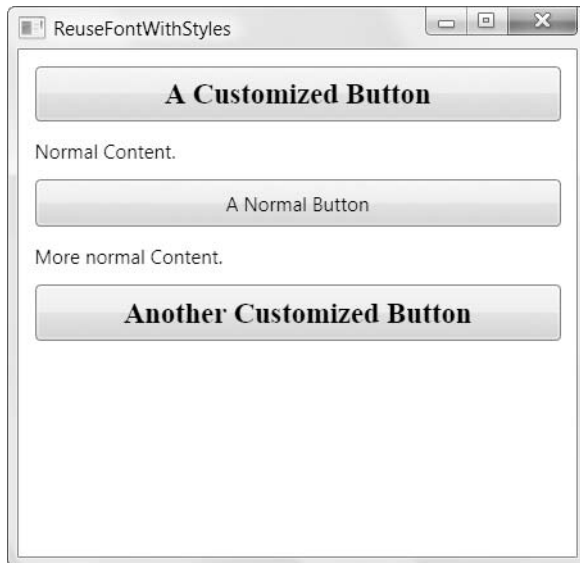 ReuseFontWithStyles
A Customized Button
Normal Content.
A Normal Button
More normal Content.
Another Customized Button